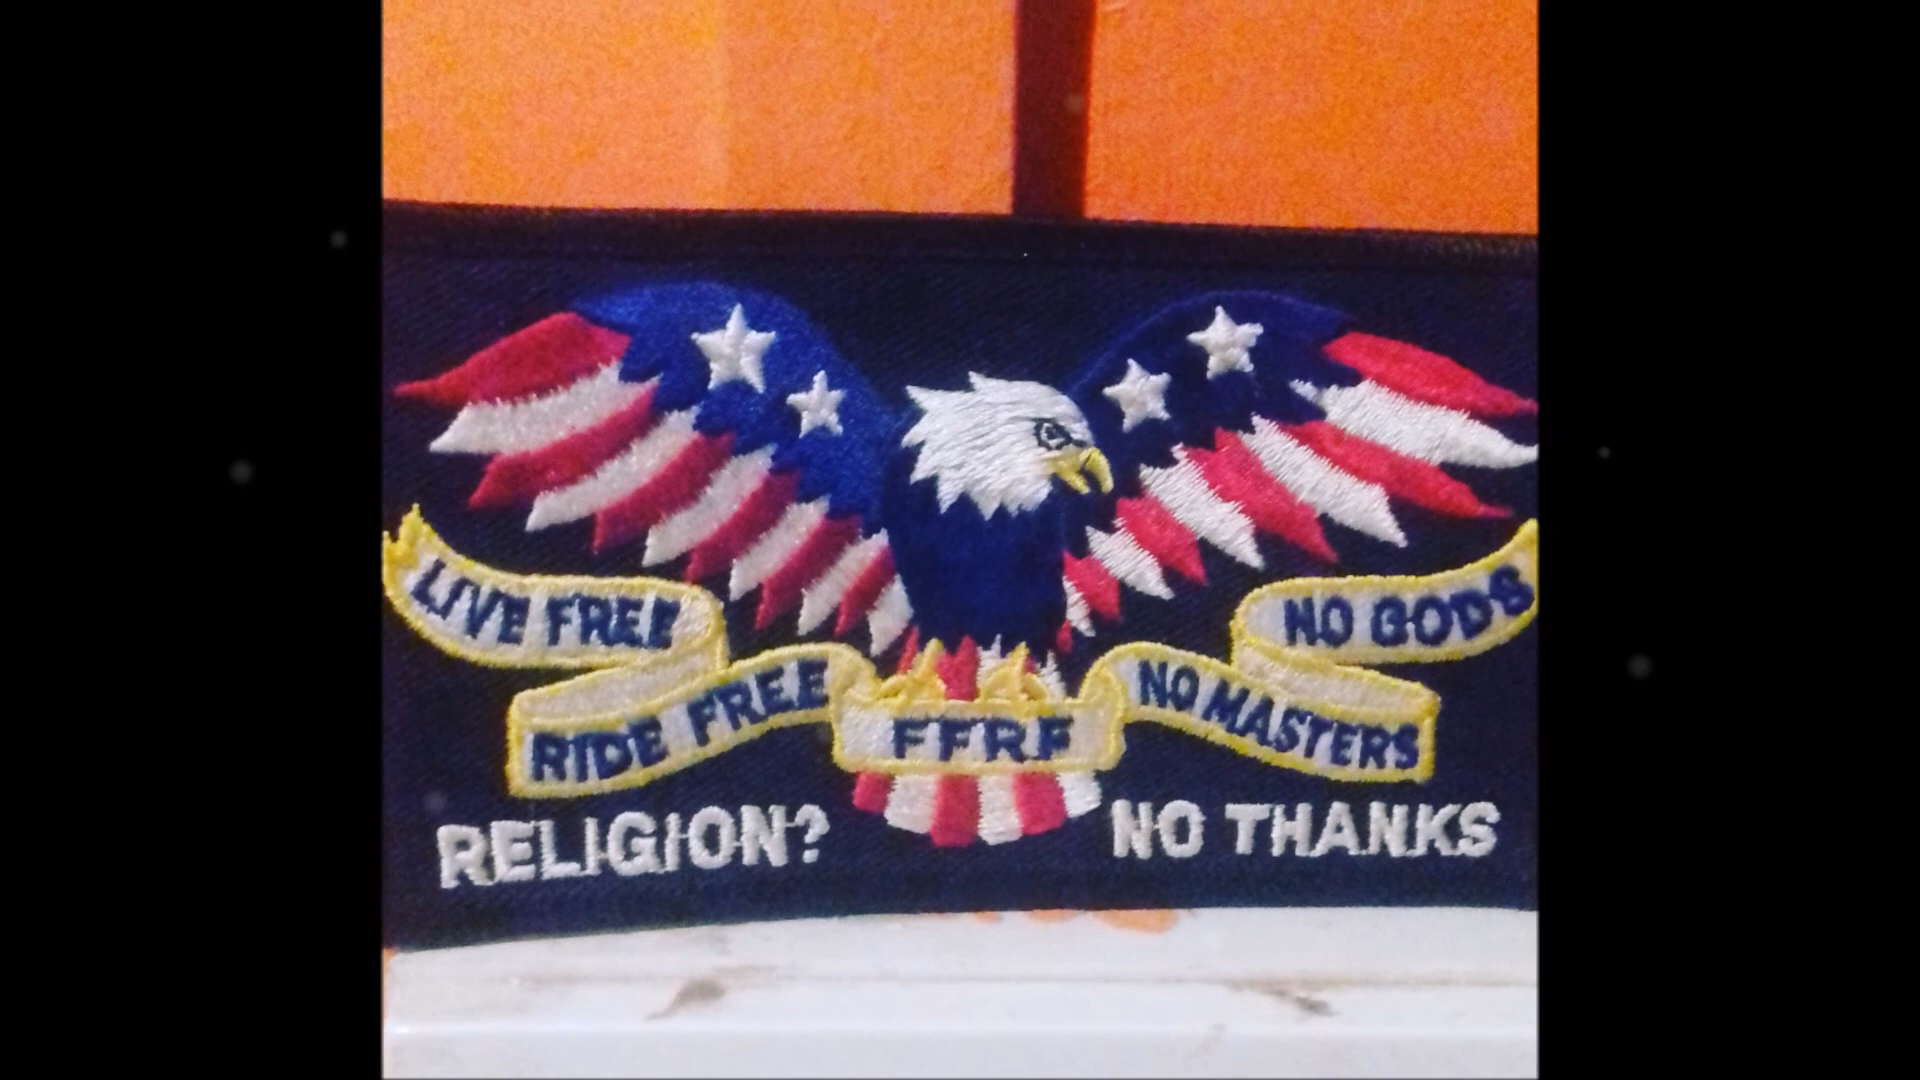 LIVE FREE
RIDE FREE
FFRF
NO MASTERS
NO GODS
RELIGION?
NO THANKS